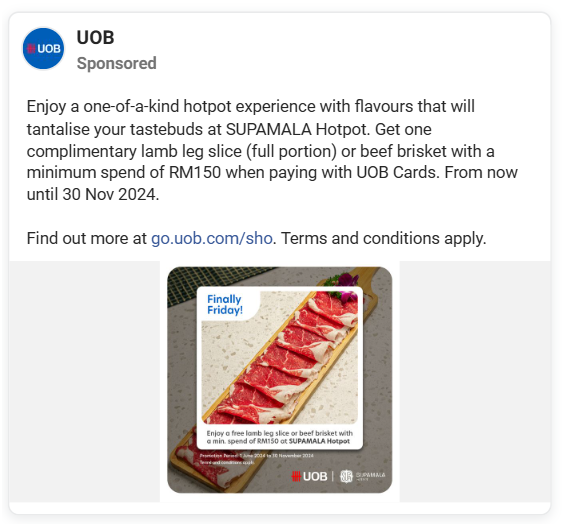 UOB
UOB
Sponsored
Enjoy a one-of-a-kind hotpot experience with flavours that will
tantalise your tastebuds at SUPAMALA Hotpot. Get one
complimentary lamb leg slice (full portion) or beef brisket with a
minimum spend of RM150 when paying with UOB Cards. From now
until 30 Nov 2024.
Find out more at go.uob.com/sho. Terms and conditions apply.
Finally
Friday!
Enjoy a free lamb leg slice or beef brisket with
a min. spend of RM150 at SUPAMALA Hotpot
Promotion Period: 1 June 2024 to 30 November 2024
Terms and conditions apply.
UOB | SUPAMALA